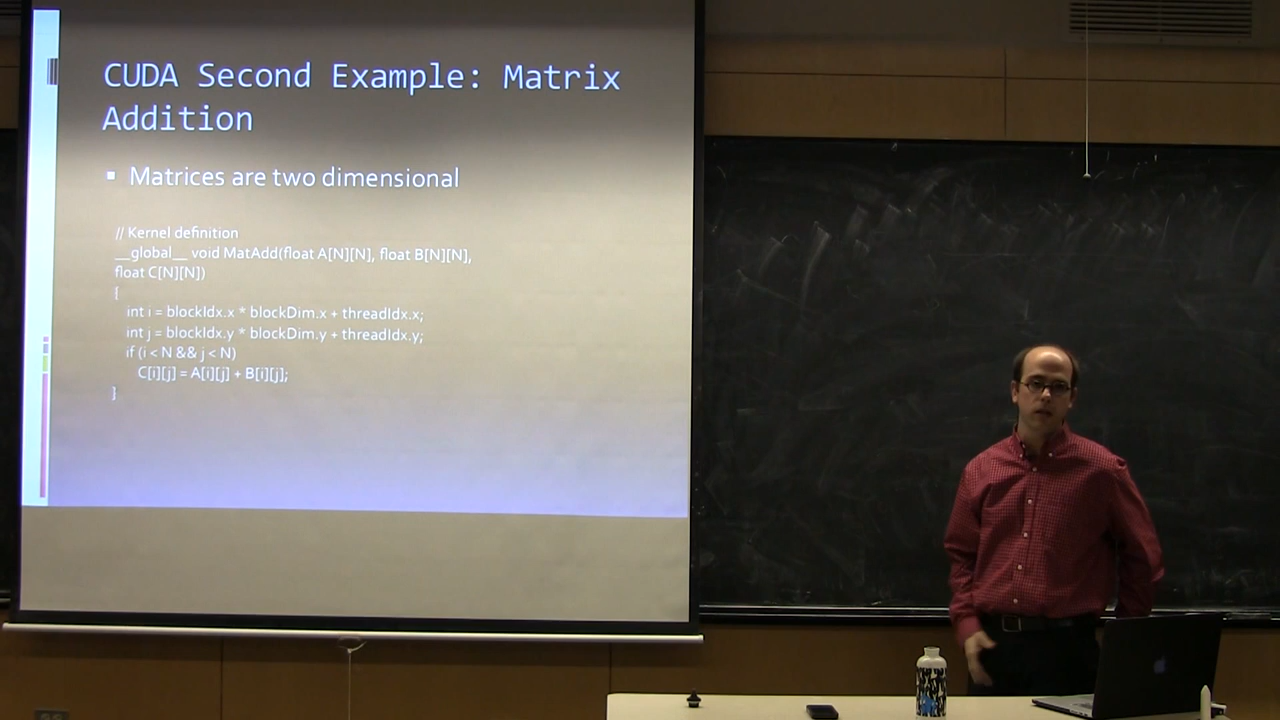 CUDA Second Example: Matrix
Addition
▪ Matrices are two dimensional
// Kernel definition
__global__ void MatAdd(float A[N][N], float B[N][N],
float C[N][N])
{
int i = blockIdx.x * blockDim.x + threadIdx.x;
int j = blockIdx.y * blockDim.y + threadIdx.y;
if (i < N && j < N)
C[i][j] = A[i][j] + B[i][j];
}